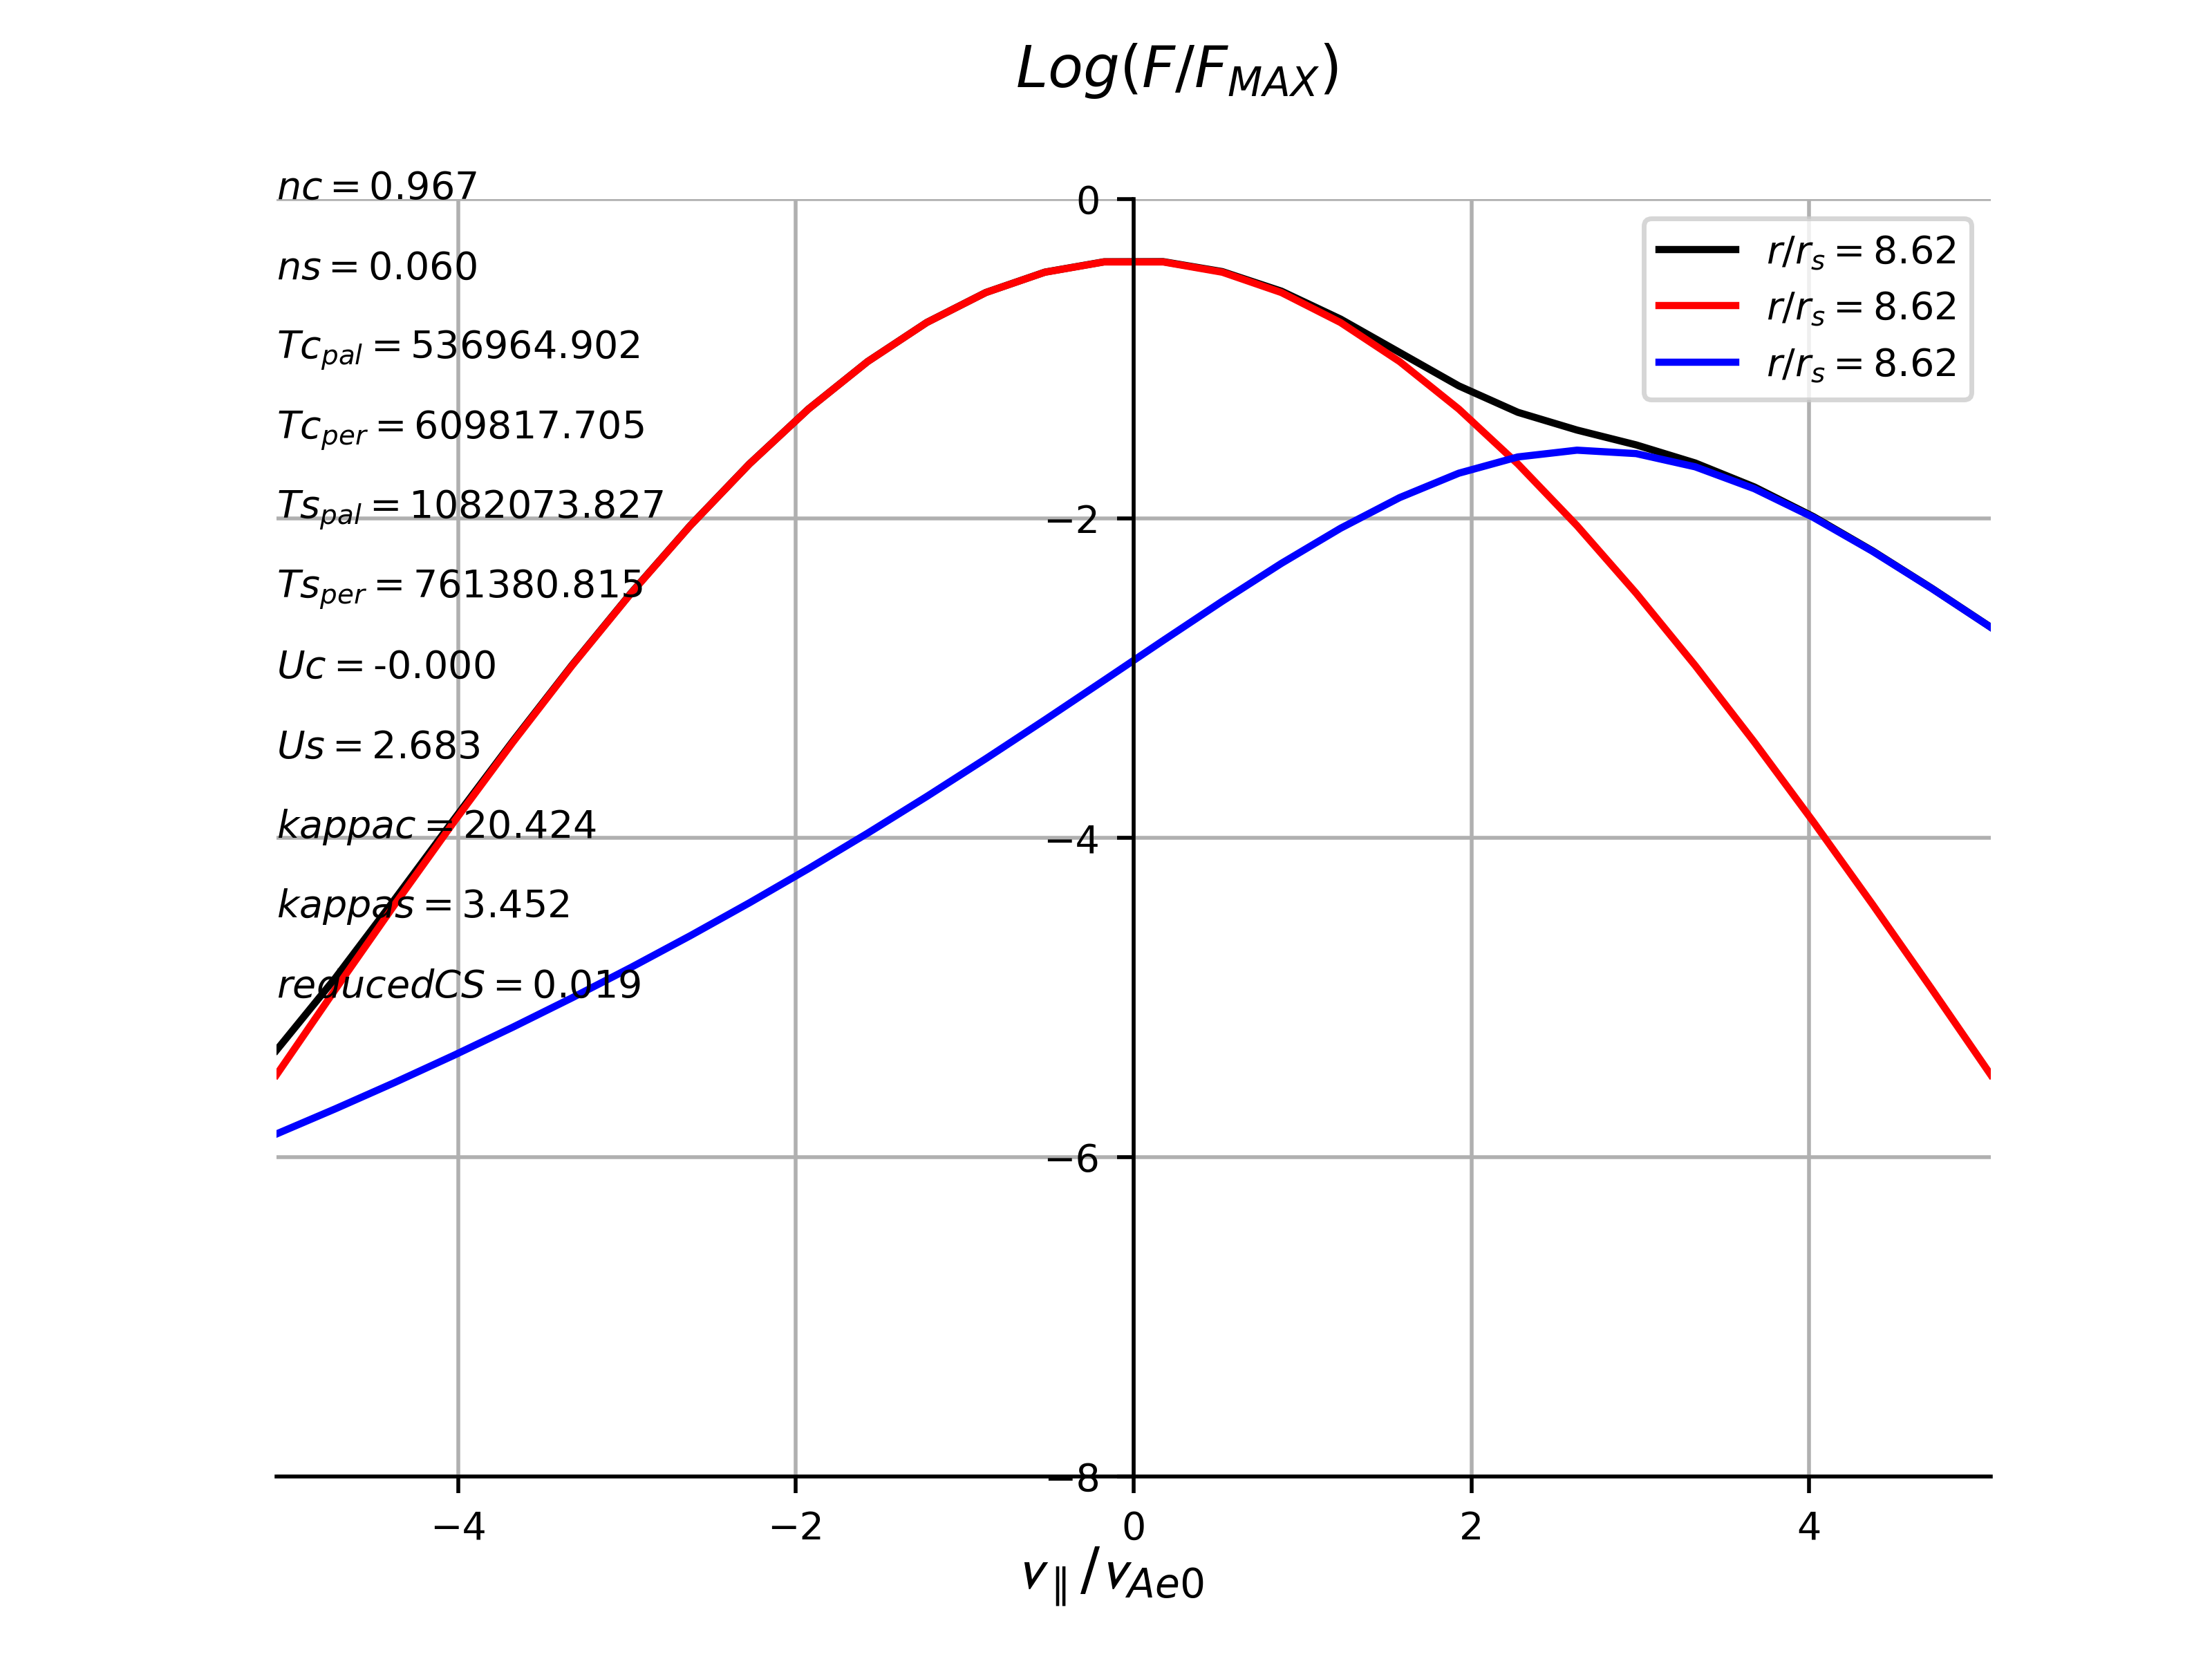 Log(F/F_MAX)
nc = 0.967
ns = 0.060
Tc_pal = 536964.902
Tc_per = 609817.705
Ts_pal = 1082073.827
Ts_per = 761380.815
Uc = -0.000
Us = 2.683
kappac = 20.424
kappas = 3.452
reducedCS = 0.019
0
−2
−4
−6
−8
r/r_s = 8.62
r/r_s = 8.62
r/r_s = 8.62
−4 −2 0 2 4
v_∥/v_Ae0